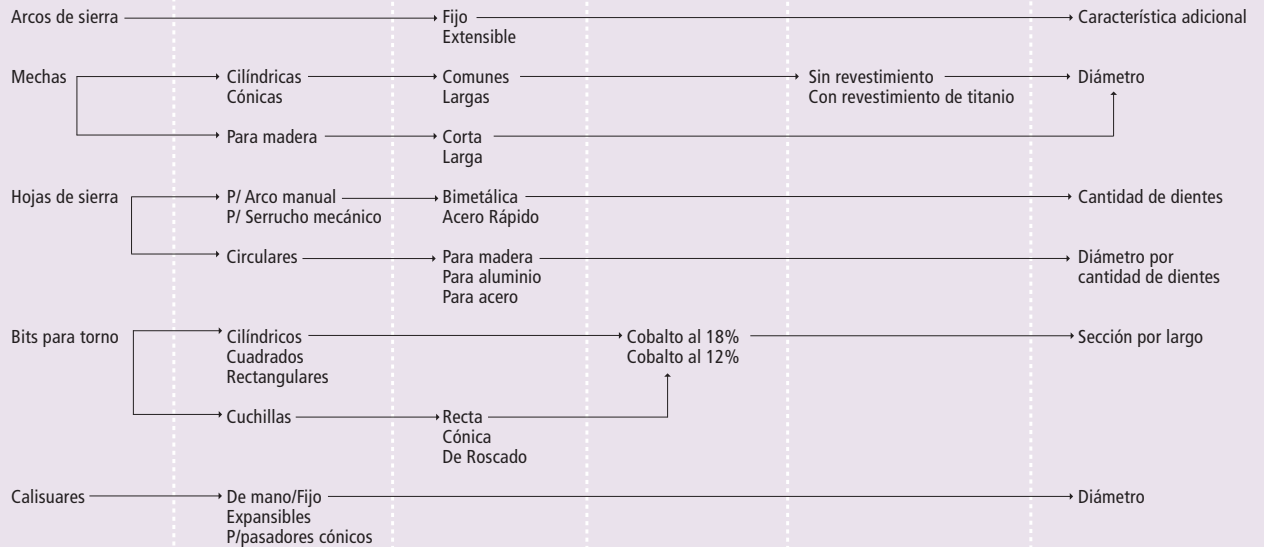 Arcos de sierra Fijo Característica adicional
Extensible
Mechas Cilíndricas Comunes Sin revestimiento Diámetro
Cónicas Largas Con revestimiento de titanio
Para madera Corta
Larga
Hojas de sierra P/ Arco manual Bimetálica Cantidad de dientes
P/ Serrucho mecánico Acero Rápido
Circulares Para madera Diámetro por
Para aluminio cantidad de dientes
Para acero
Bits para torno Cilíndricos Cobalto al 18% Sección por largo
Cuadrados Cobalto al 12%
Rectangulares
Cuchillas Recta
Cónica
De Roscado
Calisuares De mano/Fijo Diámetro
Expansibles
P/pasadores cónicos